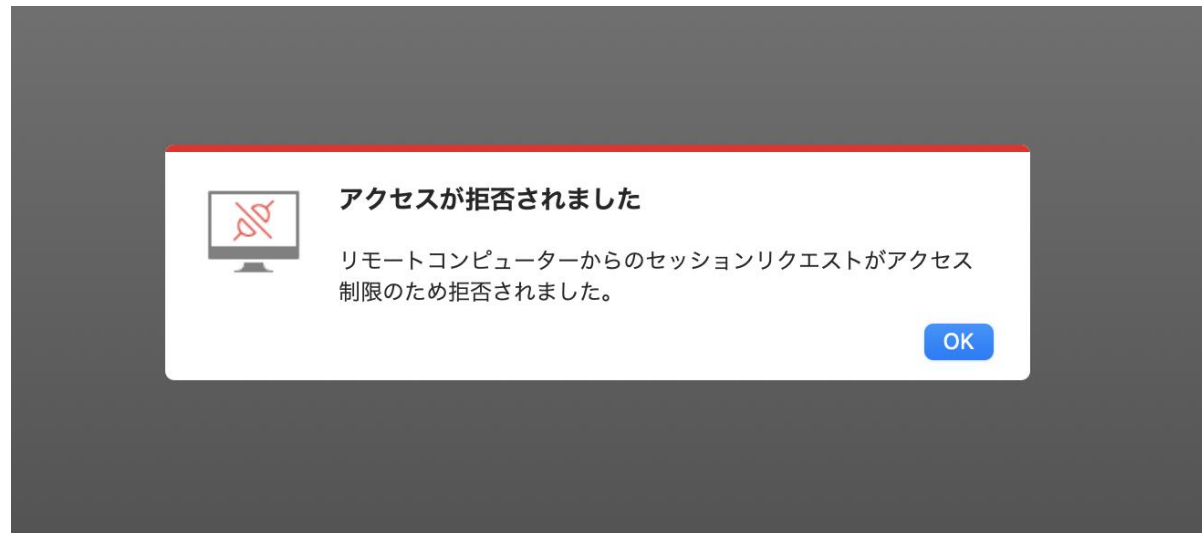 アクセスが拒否されました
リモートコンピューターからのセッションリクエストがアクセス
制限のため拒否されました。
OK